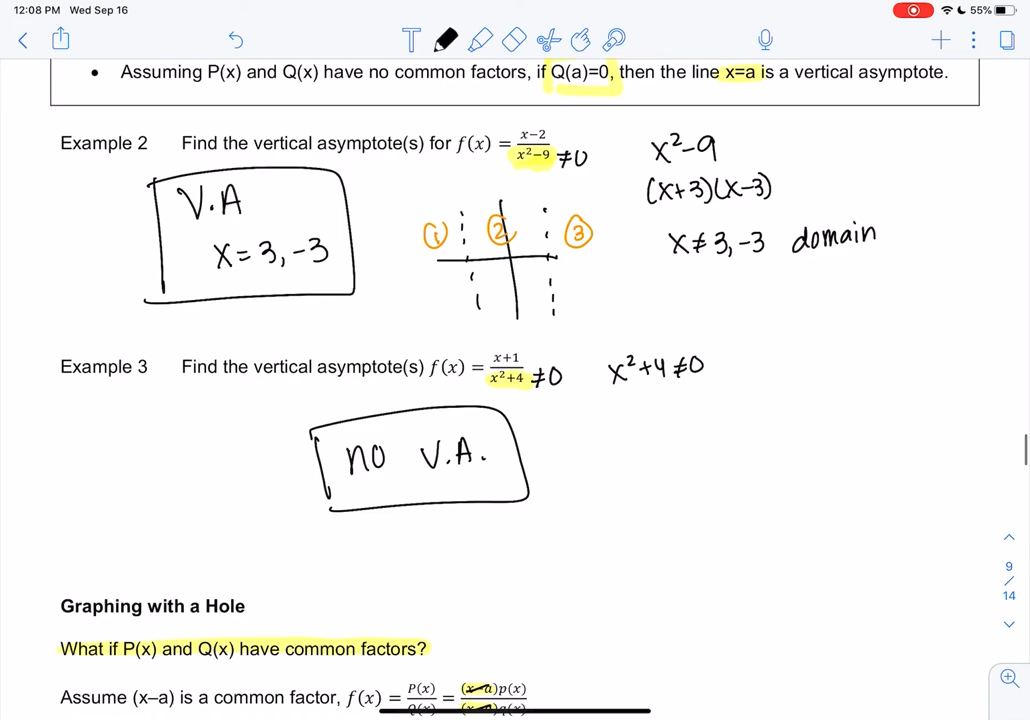 12:08 PM Wed Sep 16
55%
• Assuming P(x) and Q(x) have no common factors, if Q(a)=0, then the line x=a is a vertical asymptote.
Example 2 Find the vertical asymptote(s) for f(x) = x−2 / x²−9 ≠0
x²-9
(x+3)(x-3)
x≠3,-3 domain
V.A
x=3,-3
1 2 3
Example 3 Find the vertical asymptote(s) f(x) = x+1 / x²+4 ≠0
x²+4≠0
no V.A.
Graphing with a Hole
What if P(x) and Q(x) have common factors?
Assume (x–a) is a common factor, f(x) = P(x) / Q(x) = (x−a)p(x) / (x−a)q(x)
9
/
14